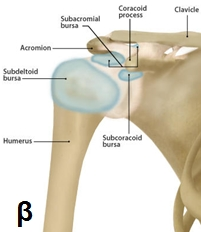 Coracoid
process
Clavicle
Subacromial
bursa
Acromion
Subdeltoid
bursa
Humerus
Subcoracoid
bursa
β